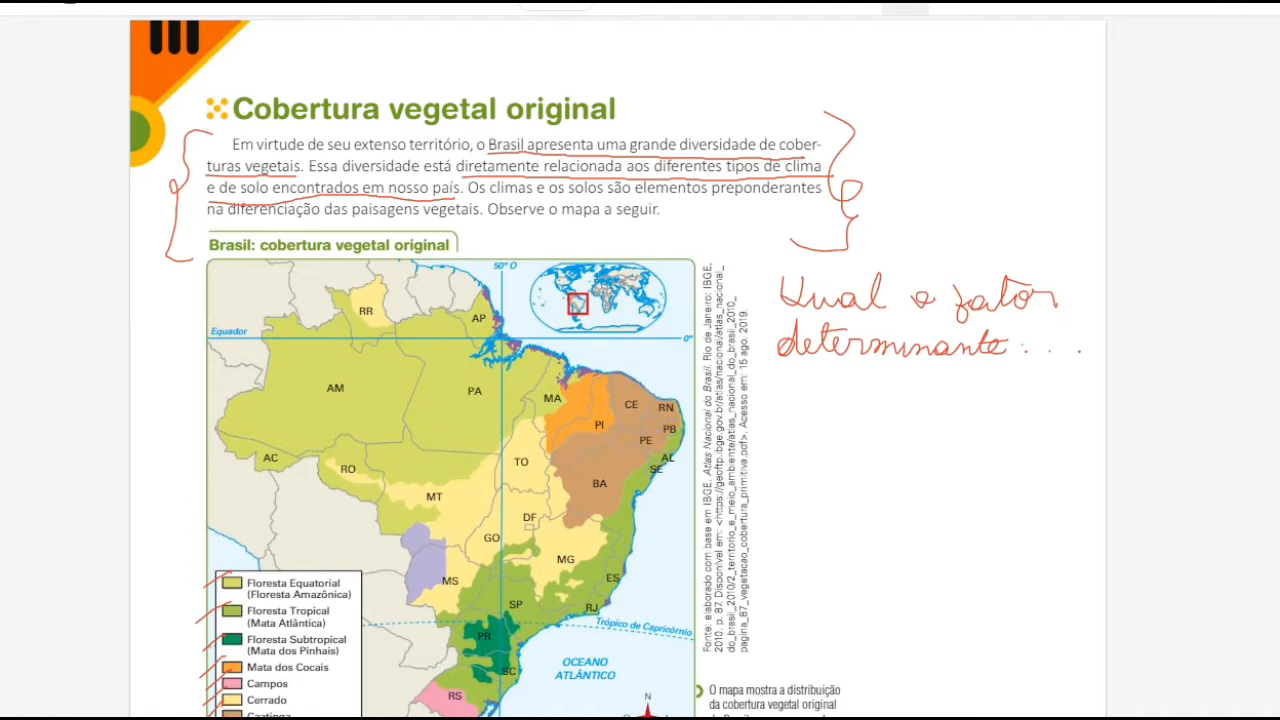 Cobertura vegetal original
Em virtude de seu extenso território, o Brasil apresenta uma grande diversidade de cober-
turas vegetais. Essa diversidade está diretamente relacionada aos diferentes tipos de clima
e de solo encontrados em nosso país. Os climas e os solos são elementos preponderantes
na diferenciação das paisagens vegetais. Observe o mapa a seguir.
Brasil: cobertura vegetal original
50° O
RR
AP
Equador
0°
AM
PA
MA
CE
RN
PI
PB
PE
AC
RO
TO
AL
SE
MT
BA
DF
GO
MG
MS
ES
SP
RJ
PR
Trópico de Capricórnio
SC
RS
OCEANO
ATLÂNTICO
N
Floresta Equatorial
(Floresta Amazônica)
Floresta Tropical
(Mata Atlântica)
Floresta Subtropical
(Mata dos Pinhais)
Mata dos Cocais
Campos
Cerrado
Caatinga
Qual o fator
determinante: . . .
Fonte: elaborado com base em IBGE. Atlas Nacional do Brasil. Rio de Janeiro: IBGE,
2010. p. 87. Disponível em: <https://geoftp.ibge.gov.br/atlas/nacional/atlas_nacional_
do_brasil_2010/2_territorio_e_meio_ambiente/atlas_nacional_do_brasil_2010_
pagina_87_vegetacao_cobertura_primitiva.pdf>. Acesso em: 15 ago. 2019.
O mapa mostra a distribuição
da cobertura vegetal original